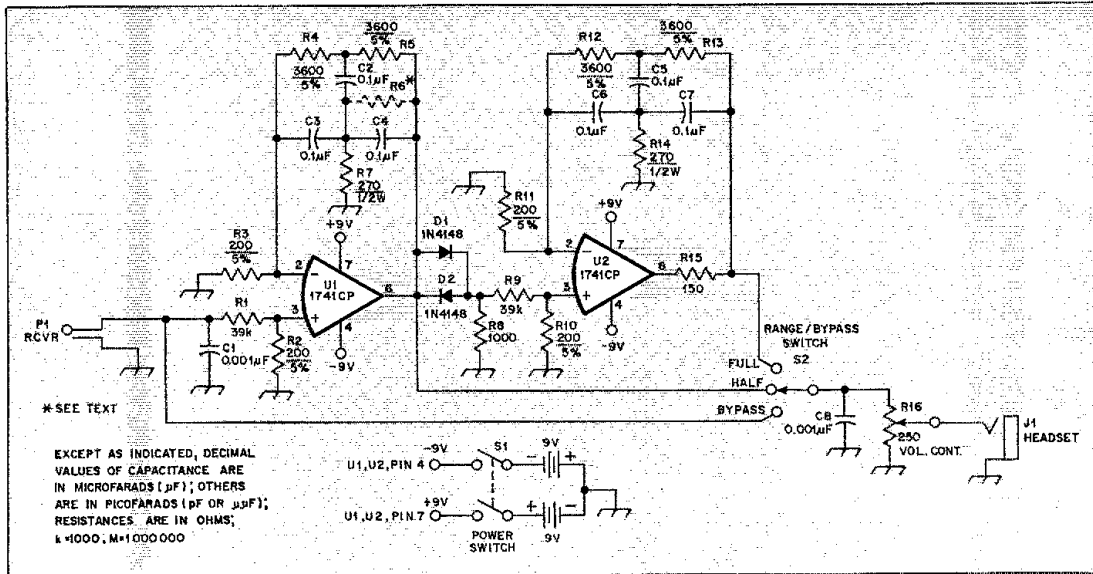 3600
5%
R4
R5
3600
5%
C2
0.1µF
R6*
C3
0.1µF
C4
0.1µF
R7
270
1/2W
+9V
R3
200
5%
2
7
U1
1741CP
6
3
4
-9V
P1
RCVR
R1
39k
C1
0.001µF
R2
200
5%
D1
1N4148
D2
1N4148
R9
39k
R8
1000
R10
200
5%
3600
5%
R12
R13
3600
5%
C5
0.1µF
C6
0.1µF
C7
0.1µF
R14
270
1/2W
R11
200
5%
+9V
2
7
U2
1741CP
6
3
4
-9V
R15
150
RANGE/BYPASS
SWITCH
S2
FULL
HALF
BYPASS
C8
0.001µF
R16
250
VOL. CONT.
J1
HEADSET
* SEE TEXT
EXCEPT AS INDICATED, DECIMAL
VALUES OF CAPACITANCE ARE
IN MICROFARADS (µF); OTHERS
ARE IN PICOFARADS (pF OR µµF);
RESISTANCES ARE IN OHMS;
k=1000, M=1000000
-9V
U1, U2, PIN 4
S1
9V
- +
+9V
U1, U2, PIN 7
+ -
9V
POWER
SWITCH